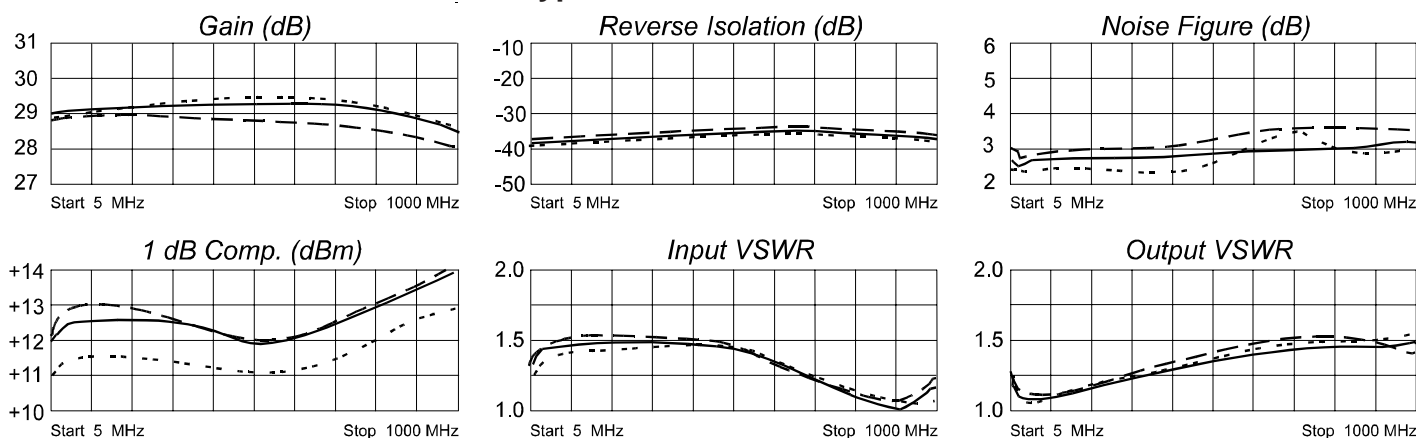 Gain (dB)
31
30
29
28
27
Start 5 MHz
Stop 1000 MHz
Reverse Isolation (dB)
-10
-20
-30
-40
-50
Start 5 MHz
Stop 1000 MHz
Noise Figure (dB)
6
5
4
3
2
Start 5 MHz
Stop 1000 MHz
1 dB Comp. (dBm)
+14
+13
+12
+11
+10
Start 5 MHz
Stop 1000 MHz
Input VSWR
2.0
1.5
1.0
Start 5 MHz
Stop 1000 MHz
Output VSWR
2.0
1.5
1.0
Start 5 MHz
Stop 1000 MHz